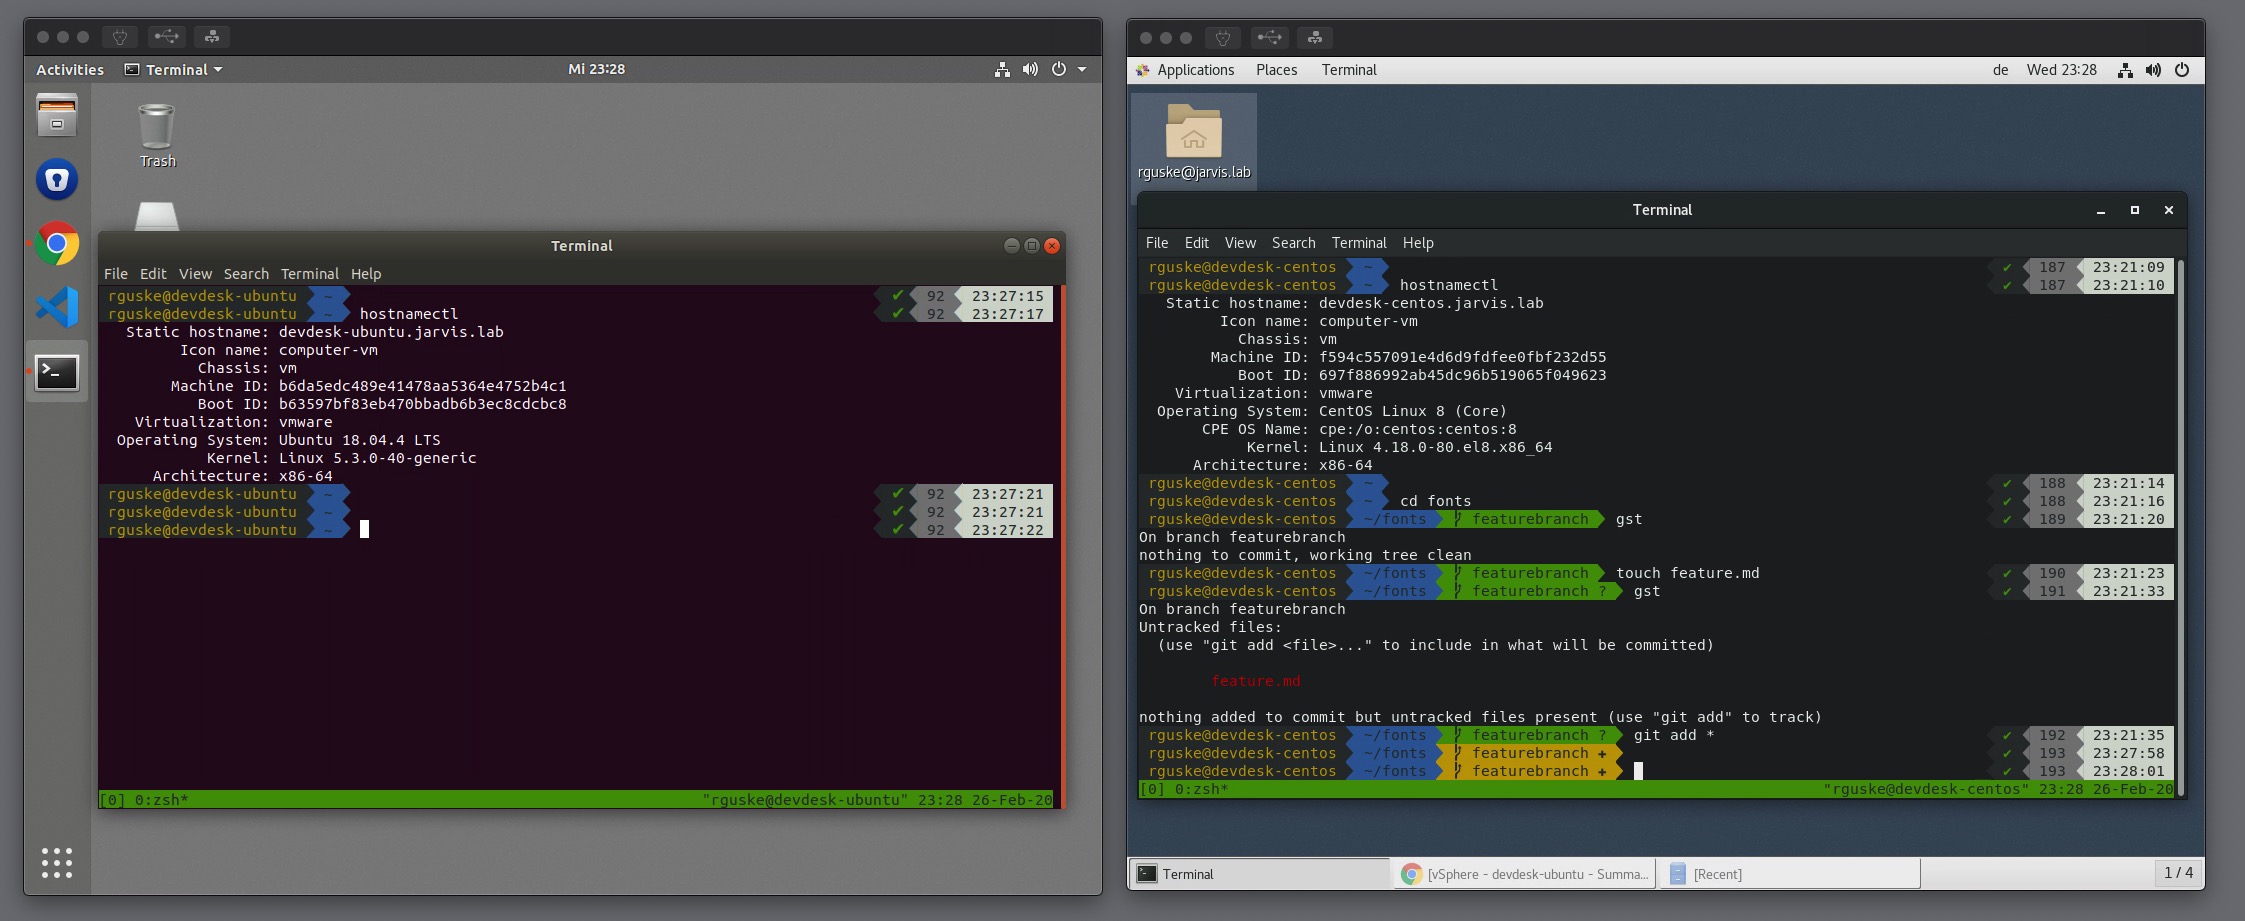 Activities Terminal Mi 23:28
Trash
Terminal
File Edit View Search Terminal Help
rguske@devdesk-ubuntu ~ ✔ 92 23:27:15
rguske@devdesk-ubuntu ~ hostnamectl ✔ 92 23:27:17
Static hostname: devdesk-ubuntu.jarvis.lab
Icon name: computer-vm
Chassis: vm
Machine ID: b6da5edc489e41478aa5364e4752b4c1
Boot ID: b63597bf83eb470bbadb6b3ec8cdcbc8
Virtualization: vmware
Operating System: Ubuntu 18.04.4 LTS
Kernel: Linux 5.3.0-40-generic
Architecture: x86-64
rguske@devdesk-ubuntu ~ ✔ 92 23:27:21
rguske@devdesk-ubuntu ~ ✔ 92 23:27:21
rguske@devdesk-ubuntu ~ ✔ 92 23:27:22
[0] 0:zsh* "rguske@devdesk-ubuntu" 23:28 26-Feb-20
Applications Places Terminal de Wed 23:28
rguske@jarvis.lab
Terminal
File Edit View Search Terminal Help
rguske@devdesk-centos ~ ✔ 187 23:21:09
rguske@devdesk-centos ~ hostnamectl ✔ 187 23:21:10
Static hostname: devdesk-centos.jarvis.lab
Icon name: computer-vm
Chassis: vm
Machine ID: f594c557091e4d6d9fdfee0fbf232d55
Boot ID: 697f886992ab45dc96b519065f049623
Virtualization: vmware
Operating System: CentOS Linux 8 (Core)
CPE OS Name: cpe:/o:centos:centos:8
Kernel: Linux 4.18.0-80.el8.x86_64
Architecture: x86-64
rguske@devdesk-centos ~ ✔ 188 23:21:14
rguske@devdesk-centos ~ cd fonts ✔ 188 23:21:16
rguske@devdesk-centos ~/fonts featurebranch gst ✔ 189 23:21:20
On branch featurebranch
nothing to commit, working tree clean
rguske@devdesk-centos ~/fonts featurebranch touch feature.md ✔ 190 23:21:23
rguske@devdesk-centos ~/fonts featurebranch ? gst ✔ 191 23:21:33
On branch featurebranch
Untracked files:
(use "git add <file>..." to include in what will be committed)
feature.md
nothing added to commit but untracked files present (use "git add" to track)
rguske@devdesk-centos ~/fonts featurebranch ? git add * ✔ 192 23:21:35
rguske@devdesk-centos ~/fonts featurebranch + ✔ 193 23:27:58
rguske@devdesk-centos ~/fonts featurebranch + ✔ 193 23:28:01
[0] 0:zsh* "rguske@devdesk-centos" 23:28 26-Feb-20
Terminal [vSphere - devdesk-ubuntu - Summa... [Recent] 1 / 4